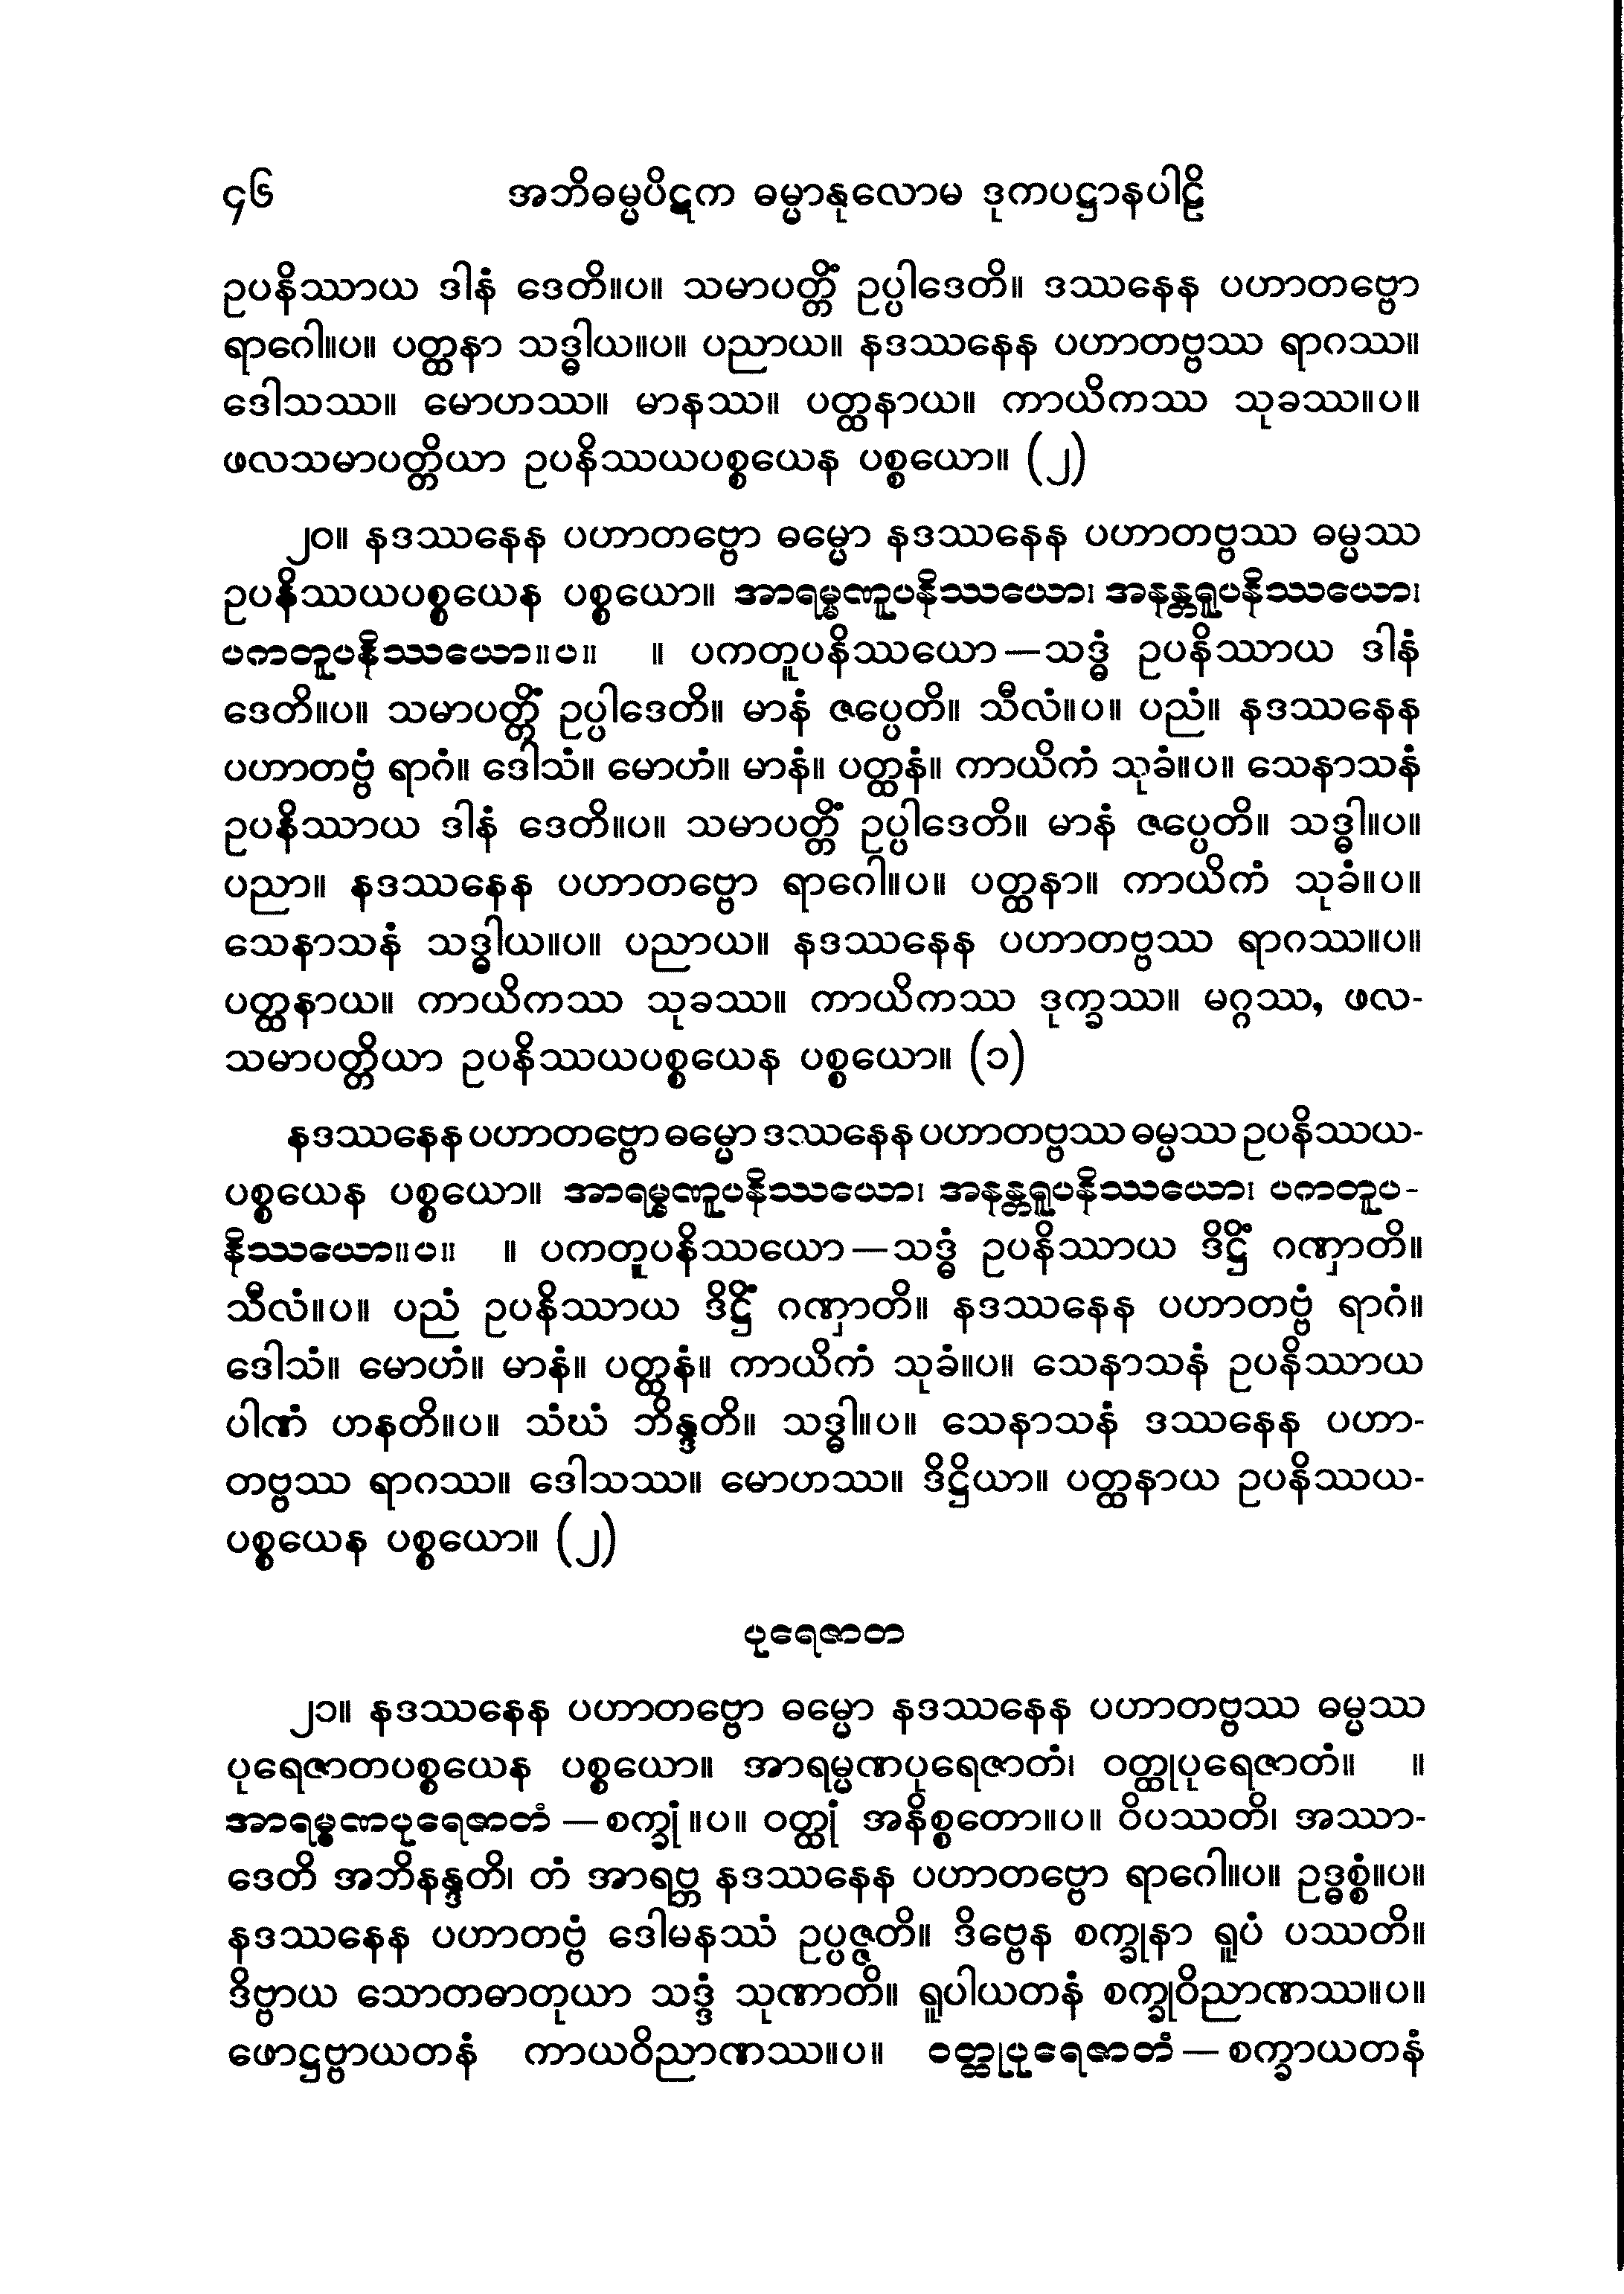 ၄၆ အဘိဓမ္မပိဋက ဓမ္မာနုလောမ ဒုကပဋ္ဌာနပါဠိ
ဥပနိဿာယ ဒါနံ ဒေတိ။ပ။ သမာပတ္တိံ ဥပ္ပါဒေတိ။ ဒဿနေန ပဟာတဗ္ဗော
ရာဂေါ။ပ။ ပတ္ထနာ သဒ္ဓါယ။ပ။ ပညာယ။ နဒဿနေန ပဟာတဗ္ဗဿ ရာဂဿ။
ဒေါသဿ။ မောဟဿ။ မာနဿ။ ပတ္ထနာယ။ ကာယိကဿ သုခဿ။ပ။
ဖလသမာပတ္တိယာ ဥပနိဿယပစ္စယေန ပစ္စယော။ (၂)
၂၀။ နဒဿနေန ပဟာတဗ္ဗော ဓမ္မော နဒဿနေန ပဟာတဗ္ဗဿ ဓမ္မဿ
ဥပနိဿယပစ္စယေန ပစ္စယော။ အာရမ္မဏူပနိဿယော၊ အနန္တရူပနိဿယော၊
ပကတူပနိဿယော။ပ။ ။ ပကတူပနိဿယော—သဒ္ဓံ ဥပနိဿာယ ဒါနံ
ဒေတိ။ပ။ သမာပတ္တိံ ဥပ္ပါဒေတိ။ မာနံ ဇပ္ပေတိ။ သီလံ။ပ။ ပညံ။ နဒဿနေန
ပဟာတဗ္ဗံ ရာဂံ။ ဒေါသံ။ မောဟံ။ မာနံ။ ပတ္ထနံ။ ကာယိကံ သုခံ။ပ။ သေနာသနံ
ဥပနိဿာယ ဒါနံ ဒေတိ။ပ။ သမာပတ္တိံ ဥပ္ပါဒေတိ။ မာနံ ဇပ္ပေတိ။ သဒ္ဓါ။ပ။
ပညာ။ နဒဿနေန ပဟာတဗ္ဗော ရာဂေါ။ပ။ ပတ္ထနာ။ ကာယိကံ သုခံ။ပ။
သေနာသနံ သဒ္ဓါယ။ပ။ ပညာယ။ နဒဿနေန ပဟာတဗ္ဗဿ ရာဂဿ။ပ။
ပတ္ထနာယ။ ကာယိကဿ သုခဿ။ ကာယိကဿ ဒုက္ခဿ။ မဂ္ဂဿ, ဖလ-
သမာပတ္တိယာ ဥပနိဿယပစ္စယေန ပစ္စယော။ (၁)
နဒဿနေန ပဟာတဗ္ဗော ဓမ္မော ဒဿနေန ပဟာတဗ္ဗဿ ဓမ္မဿ ဥပနိဿယ-
ပစ္စယေန ပစ္စယော။ အာရမ္မဏူပနိဿယော၊ အနန္တရူပနိဿယော၊ ပကတူပ-
နိဿယော။ပ။ ။ ပကတူပနိဿယော—သဒ္ဓံ ဥပနိဿာယ ဒိဋ္ဌိံ ဂဏှာတိ။
သီလံ။ပ။ ပညံ ဥပနိဿာယ ဒိဋ္ဌိံ ဂဏှာတိ။ နဒဿနေန ပဟာတဗ္ဗံ ရာဂံ။
ဒေါသံ။ မောဟံ။ မာနံ။ ပတ္ထနံ။ ကာယိကံ သုခံ။ပ။ သေနာသနံ ဥပနိဿာယ
ပါဏံ ဟနတိ။ပ။ သံဃံ ဘိန္ဒတိ။ သဒ္ဓါ။ပ။ သေနာသနံ ဒဿနေန ပဟာ-
တဗ္ဗဿ ရာဂဿ။ ဒေါသဿ။ မောဟဿ။ ဒိဋ္ဌိယာ။ ပတ္ထနာယ ဥပနိဿယ-
ပစ္စယေန ပစ္စယော။ (၂)
ပုရေဇာတ
၂၁။ နဒဿနေန ပဟာတဗ္ဗော ဓမ္မော နဒဿနေန ပဟာတဗ္ဗဿ ဓမ္မဿ
ပုရေဇာတပစ္စယေန ပစ္စယော။ အာရမ္မဏပုရေဇာတံ၊ ဝတ္ထုပုရေဇာတံ။ ။
အာရမ္မဏပုရေဇာတံ—စက္ခုံ။ပ။ ဝတ္ထုံ အနိစ္စတော။ပ။ ဝိပဿတိ၊ အဿာ-
ဒေတိ အဘိနန္ဒတိ၊ တံ အာရဗ္ဘ နဒဿနေန ပဟာတဗ္ဗော ရာဂေါ။ပ။ ဥဒ္ဓစ္စံ။ပ။
နဒဿနေန ပဟာတဗ္ဗံ ဒေါမနဿံ ဥပ္ပဇ္ဇတိ။ ဒိဗ္ဗေန စက္ခုနာ ရူပံ ပဿတိ။
ဒိဗ္ဗာယ သောတဓာတုယာ သဒ္ဒံ သုဏာတိ။ ရူပါယတနံ စက္ခုဝိညာဏဿ။ပ။
ဖောဋ္ဌဗ္ဗာယတနံ ကာယဝိညာဏဿ။ပ။ ဝတ္ထုပုရေဇာတံ—စက္ခာယတနံ